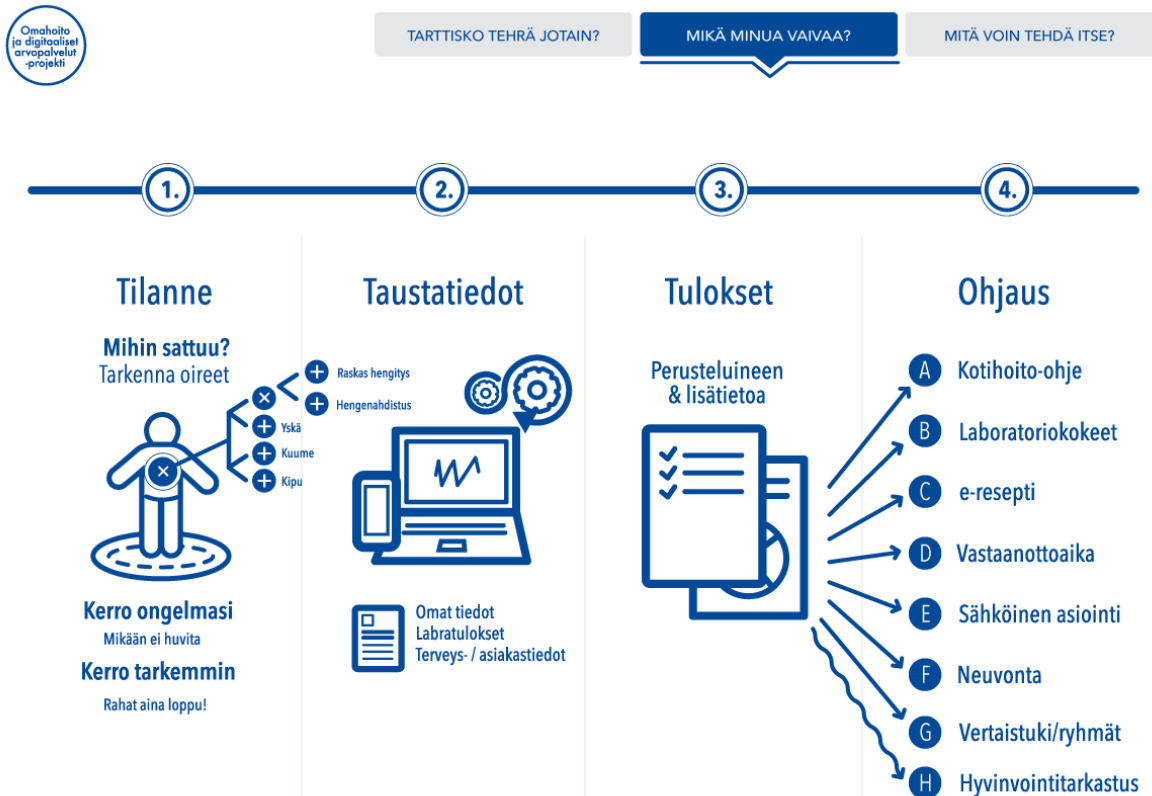 Omahoito
ja digitaaliset
arvopalvelut
-projekti
TARTTISKO TEHRÄ JOTAIN?
MIKÄ MINUA VAIVAA?
MITÄ VOIN TEHDÄ ITSE?
1.
2.
3.
4.
Tilanne
Mihin sattuu?
Tarkenna oireet
Raskas hengitys
Hengenahdistus
Yskä
Kuume
Kipu
Kerro ongelmasi
Mikään ei huvita
Kerro tarkemmin
Rahat aina loppu!
Taustatiedot
Omat tiedot
Labratulokset
Terveys- / asiakastiedot
Tulokset
Perusteluineen
& lisätietoa
Ohjaus
A Kotihoito-ohje
B Laboratoriokokeet
C e-resepti
D Vastaanottoaika
E Sähköinen asiointi
F Neuvonta
G Vertaistuki/ryhmät
H Hyvinvointitarkastus